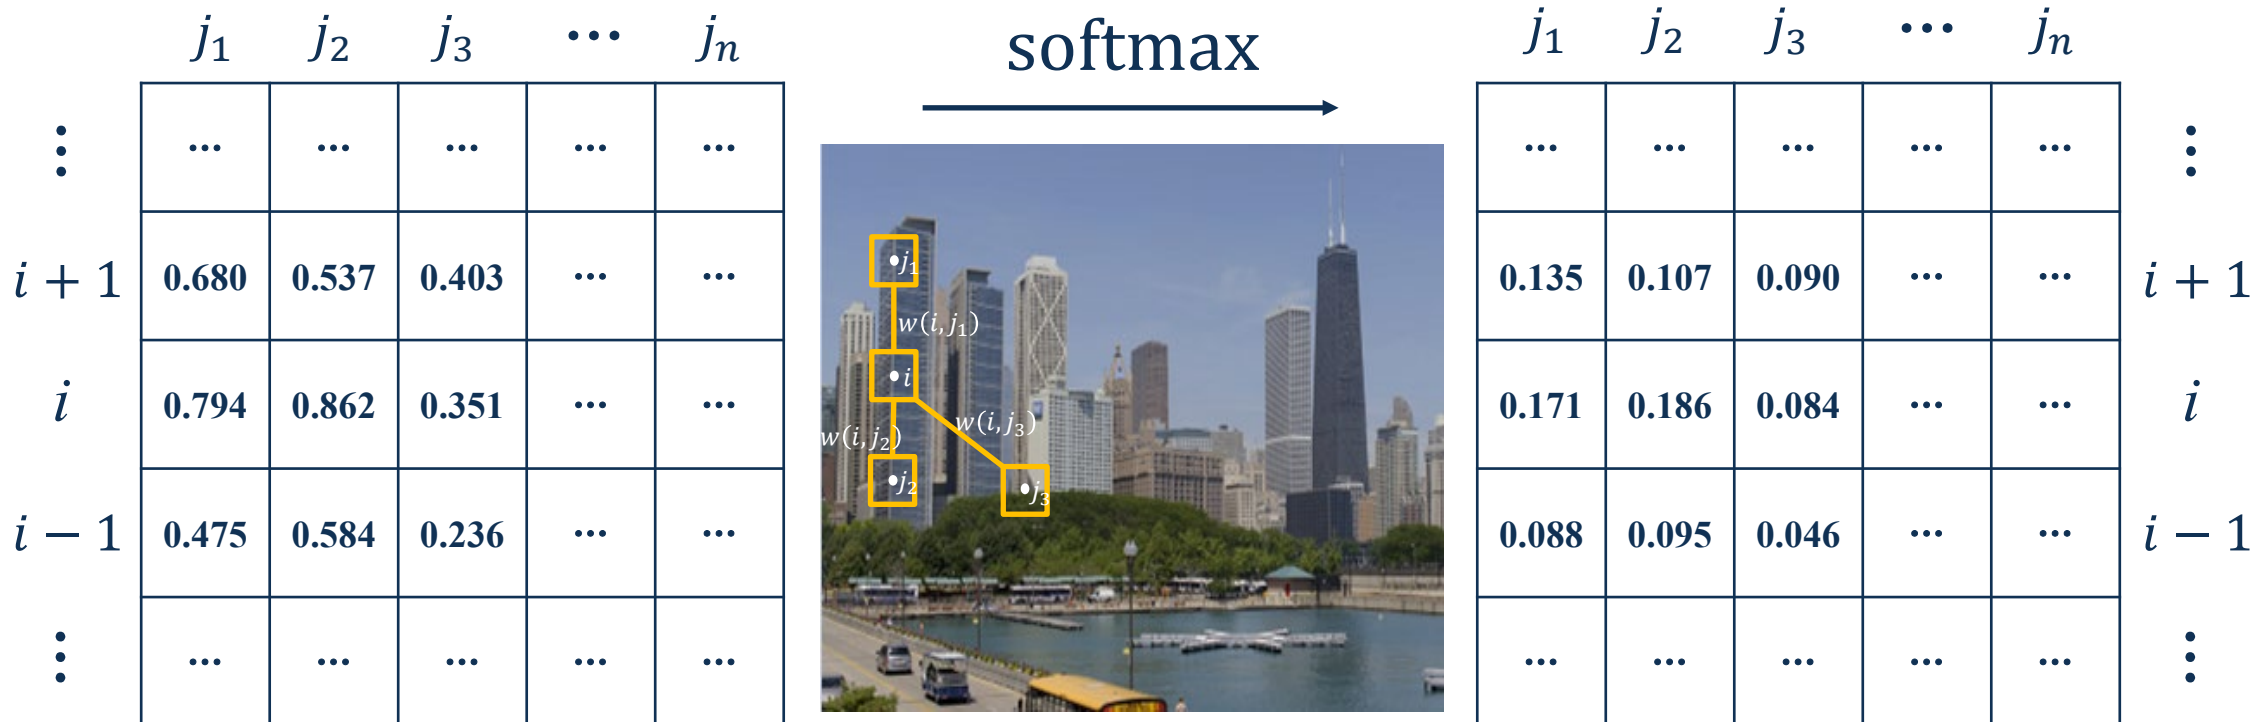 j₁ j₂ j₃ ⋯ jₙ
⋮ ... ... ... ... ... 
i + 1 0.680 0.537 0.403 ... ...
i 0.794 0.862 0.351 ... ...
i − 1 0.475 0.584 0.236 ... ...
⋮ ... ... ... ... ...
softmax
j₁
w(i, j₁)
i
w(i, j₂)
w(i, j₃)
j₂
j₃
j₁ j₂ j₃ ⋯ jₙ
... ... ... ... ... ⋮
0.135 0.107 0.090 ... ... i + 1
0.171 0.186 0.084 ... ... i
0.088 0.095 0.046 ... ... i − 1
... ... ... ... ... ⋮